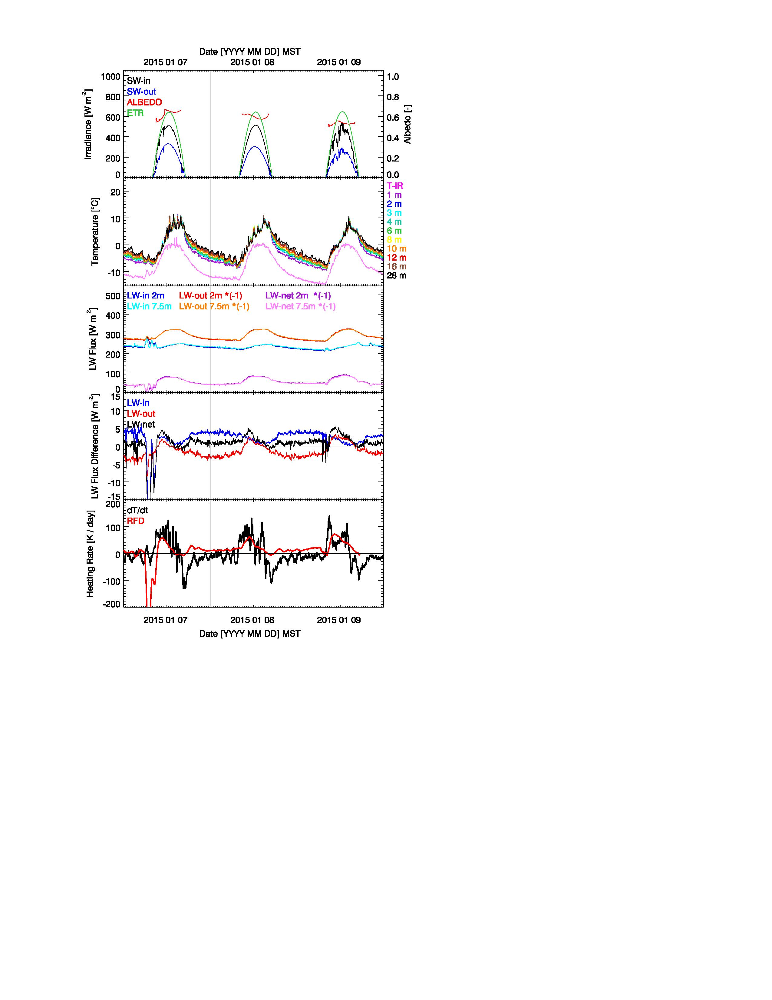 Date [YYYY MM DD] MST
2015 01 07 2015 01 08 2015 01 09
Irradiance [W m-2]
1000
800
600
400
200
0
SW-in
SW-out
ALBEDO
ETR
1.0
0.8
0.6
0.4
0.2
0.0
Albedo [-]
Temperature [°C]
20
10
0
-10
T-IR
1 m
2 m
3 m
4 m
6 m
8 m
10 m
12 m
16 m
28 m
LW Flux [W m-2]
500
400
300
200
100
0
LW-in 2m LW-out 2m *(-1) LW-net 2m *(-1)
LW-in 7.5m LW-out 7.5m *(-1) LW-net 7.5m *(-1)
LW Flux Difference [W m-2]
15
10
5
0
-5
-10
-15
LW-in
LW-out
LW-net
Heating Rate [K / day]
200
100
0
-100
-200
dT/dt
RFD
2015 01 07 2015 01 08 2015 01 09
Date [YYYY MM DD] MST